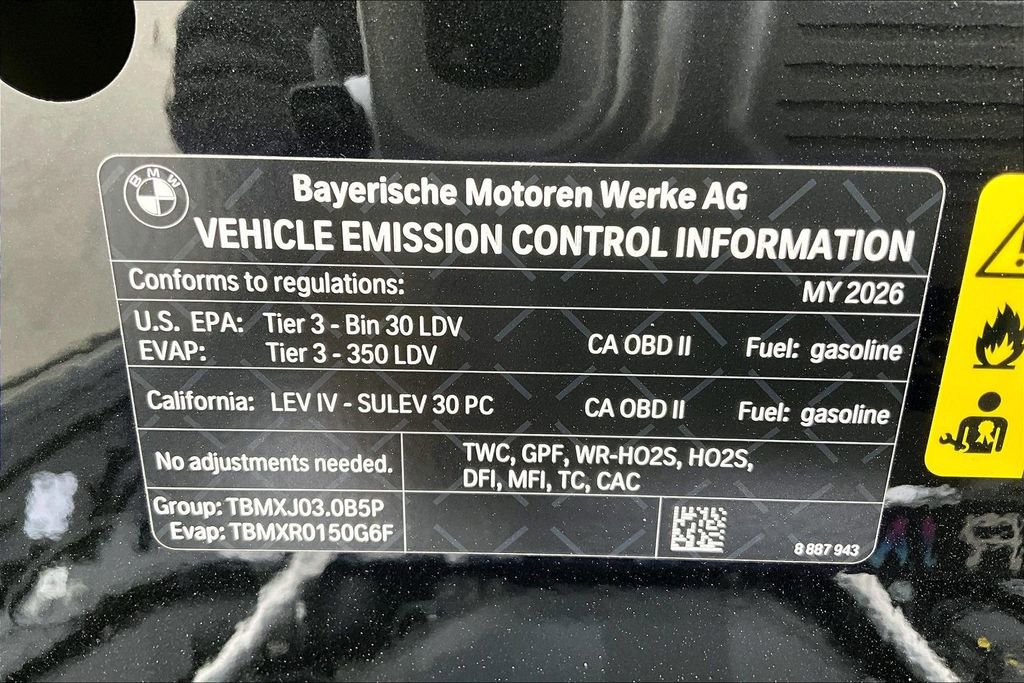 BMW
Bayerische Motoren Werke AG
VEHICLE EMISSION CONTROL INFORMATION
Conforms to regulations: MY 2026
U.S. EPA: Tier 3 - Bin 30 LDV
EVAP: Tier 3 - 350 LDV
CA OBD II Fuel: gasoline
California: LEV IV - SULEV 30 PC CA OBD II Fuel: gasoline
No adjustments needed.
TWC, GPF, WR-HO2S, HO2S,
DFI, MFI, TC, CAC
Group: TBMXJ03.0B5P
Evap: TBMXR0150G6F
8 887 943